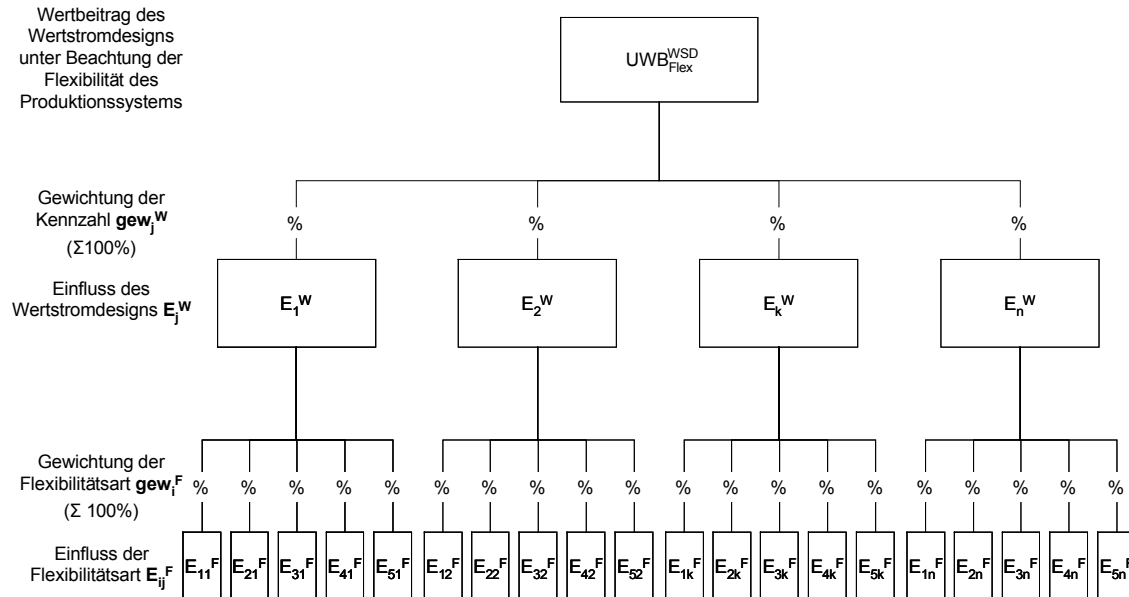 Wertbeitrag des
Wertstromdesigns
unter Beachtung der
Flexibilität des
Produktionssystems
UWB_Flex^WSD
Gewichtung der
Kennzahl gew_j^W
(Σ100%)
% % % %
Einfluss des
Wertstromdesigns E_j^W
E_1^W E_2^W E_k^W E_n^W
Gewichtung der
Flexibilitätsart gew_i^F
(Σ 100%)
% % % % % % % % % % % % % % % % % % % %
Einfluss der
Flexibilitätsart E_ij^F
E_11^F E_21^F E_31^F E_41^F E_51^F E_12^F E_22^F E_32^F E_42^F E_52^F E_1k^F E_2k^F E_3k^F E_4k^F E_5k^F E_1n^F E_2n^F E_3n^F E_4n^F E_5n^F